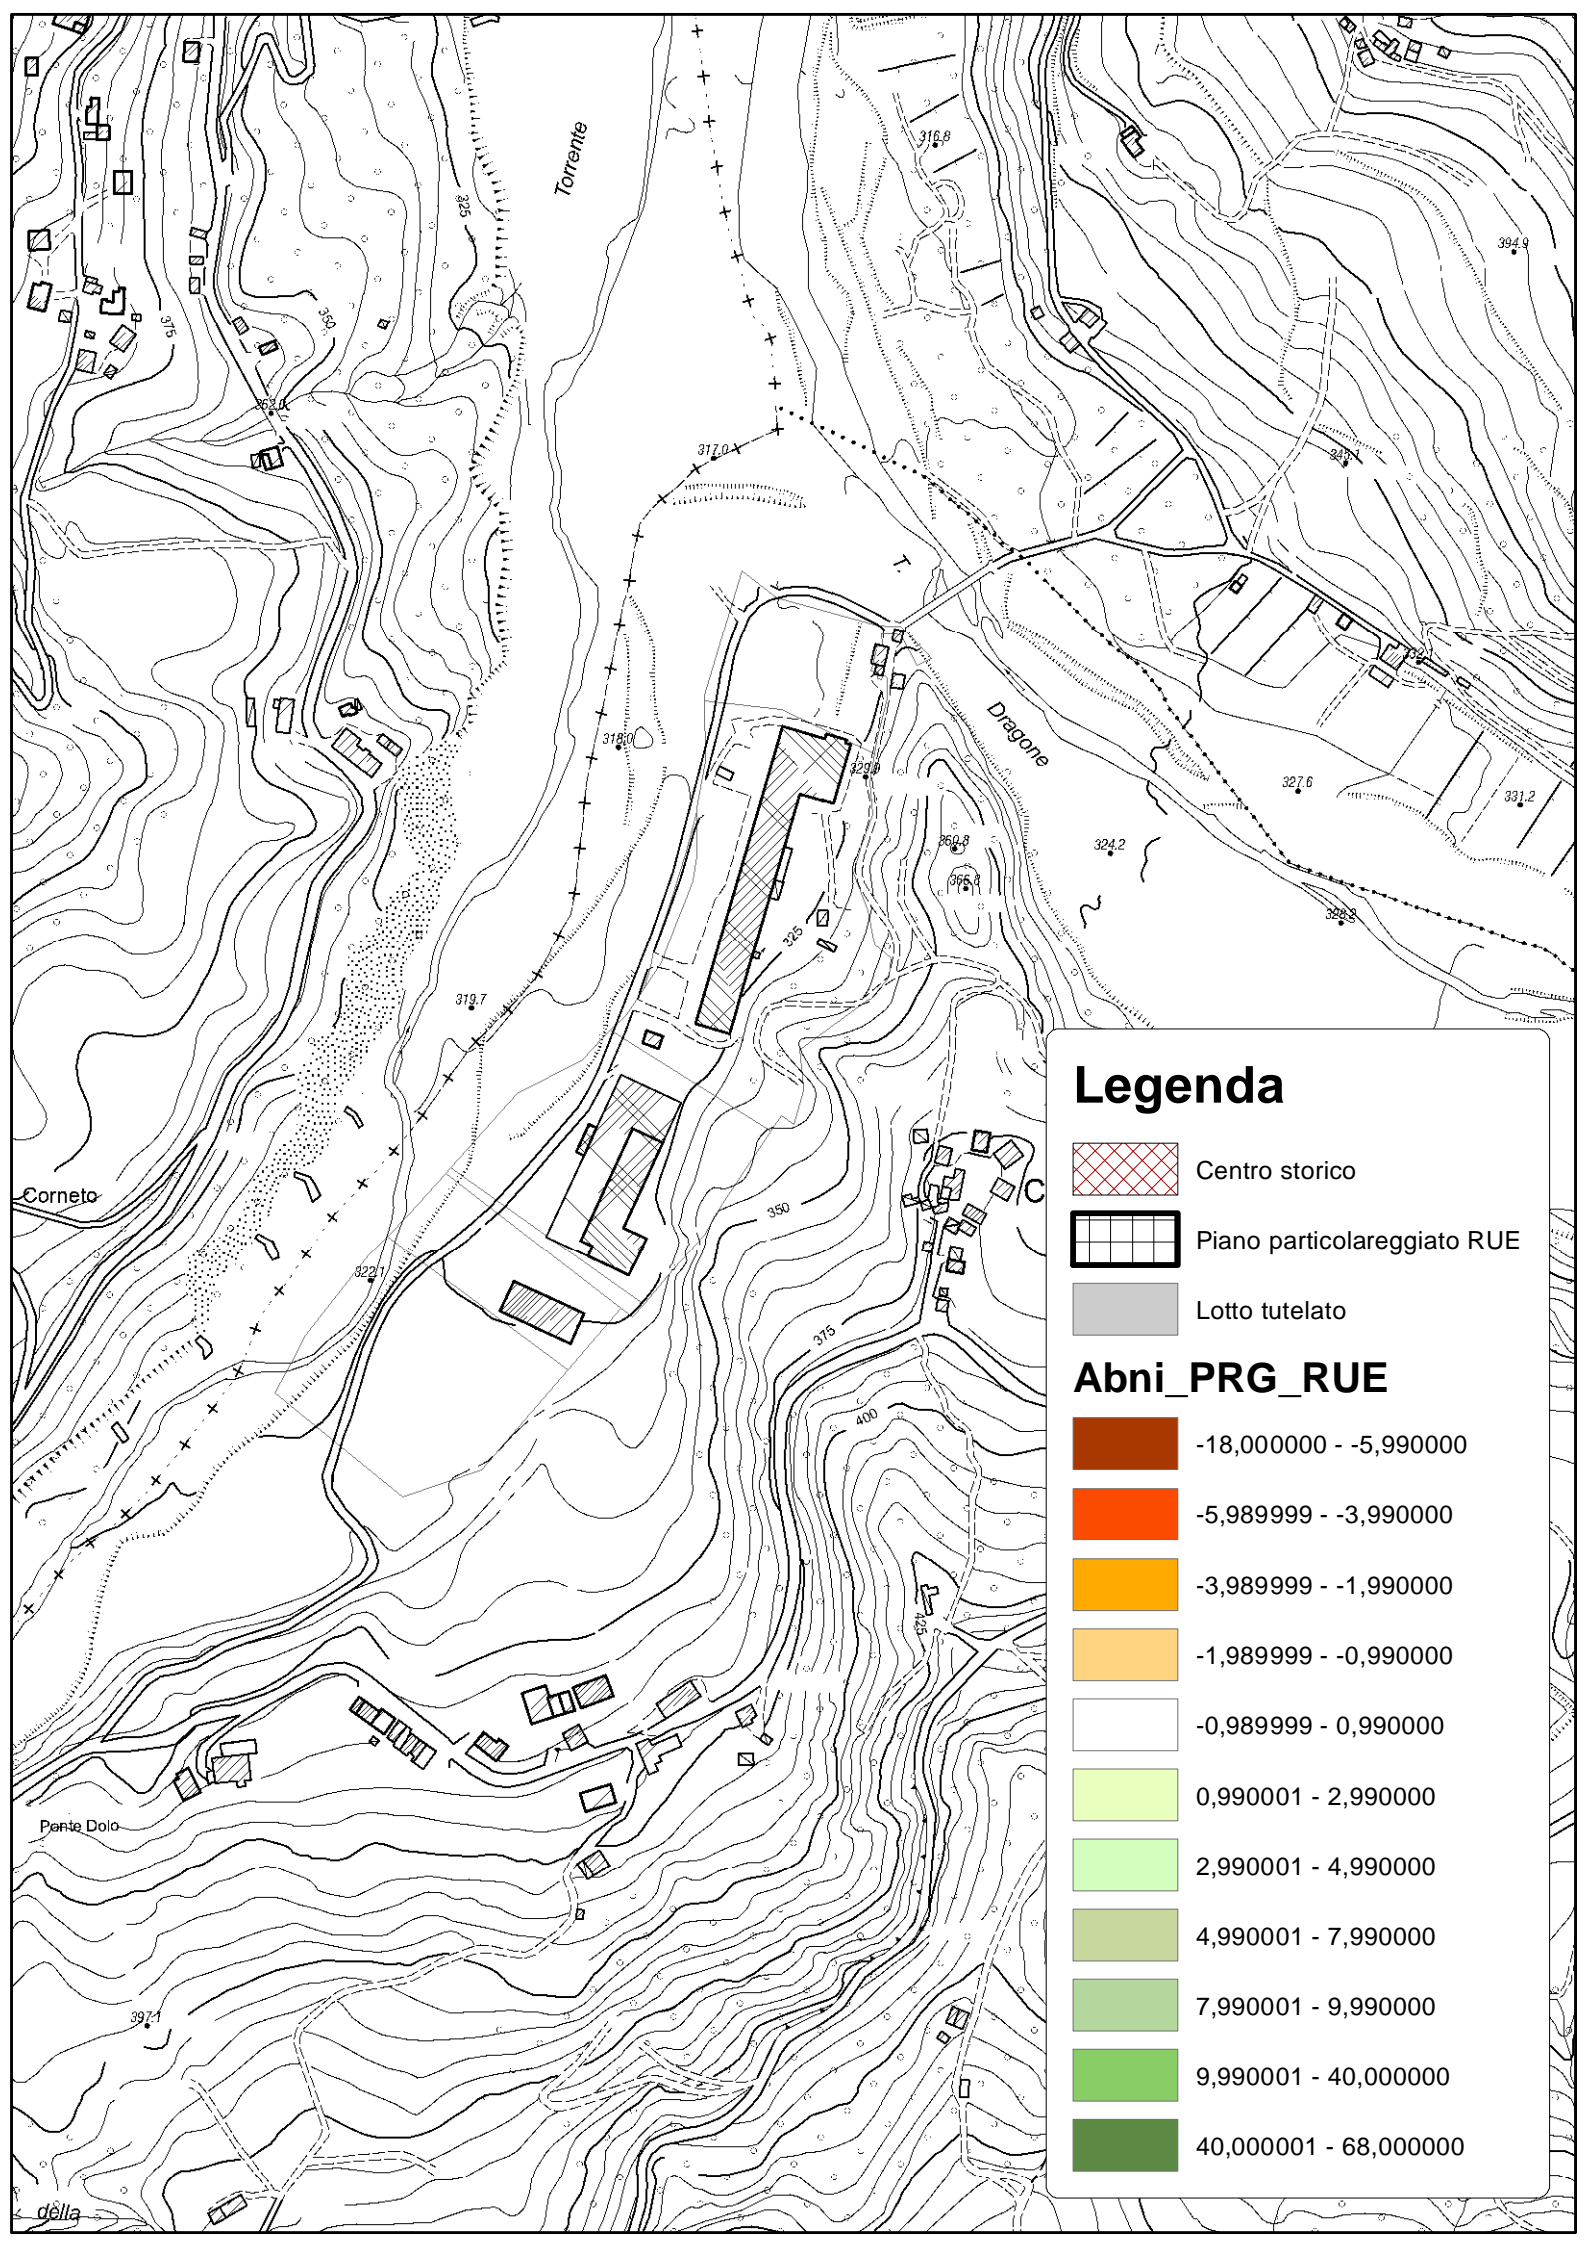 316.8
Torrente
325
394.9
375
350
352.0
317.0
343.1
T.
332.
Dragone
318.0
329.9
327.6
331.2
360.8
324.2
366.8
328.2
325
319.7
Legenda
Centro storico
Corneto
C
350
Piano particolareggiato RUE
322.1
Lotto tutelato
375
Abni_PRG_RUE
400
-18,000000 - -5,990000
-5,989999 - -3,990000
-3,989999 - -1,990000
425
-1,989999 - -0,990000
-0,989999 - 0,990000
0,990001 - 2,990000
Ponte Dolo
2,990001 - 4,990000
4,990001 - 7,990000
397.1
7,990001 - 9,990000
9,990001 - 40,000000
40,000001 - 68,000000
della